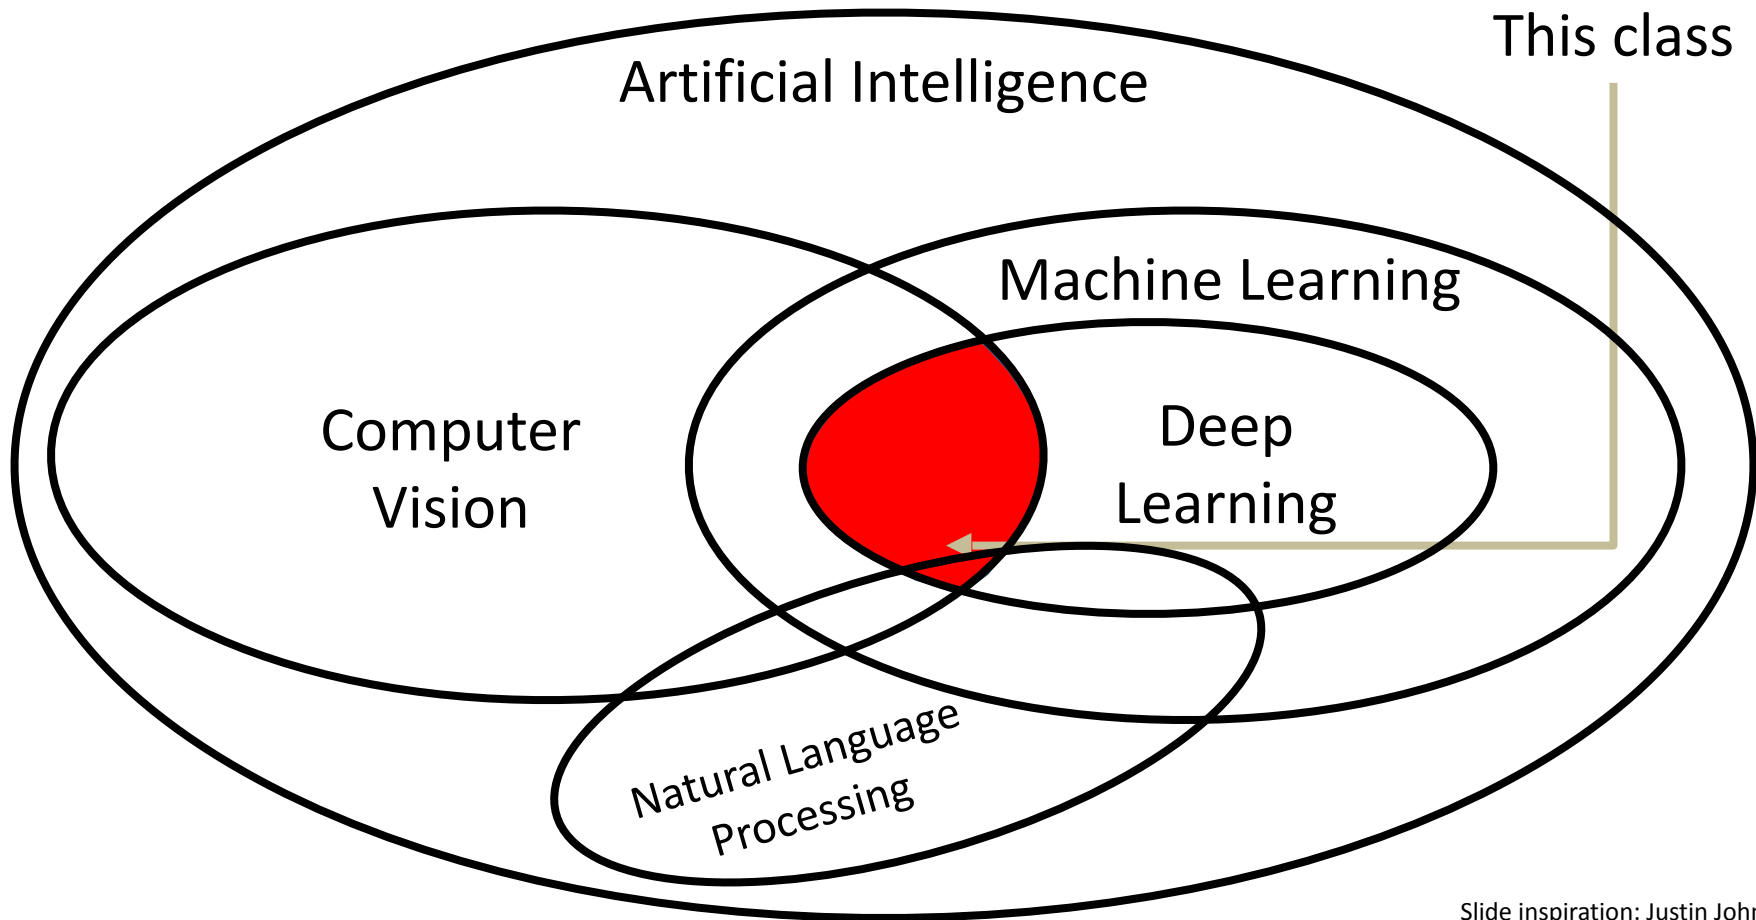 This class
Artificial Intelligence
Machine Learning
Computer
Vision
Deep
Learning
Natural Language
Processing
Slide inspiration: Justin